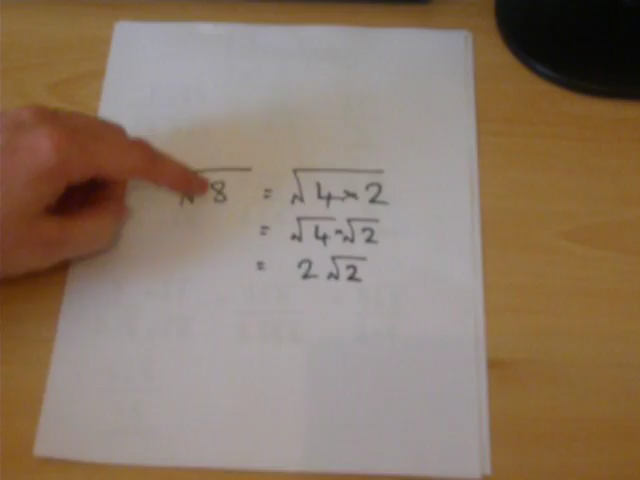 √8 = √4×2
= √4·√2
= 2√2